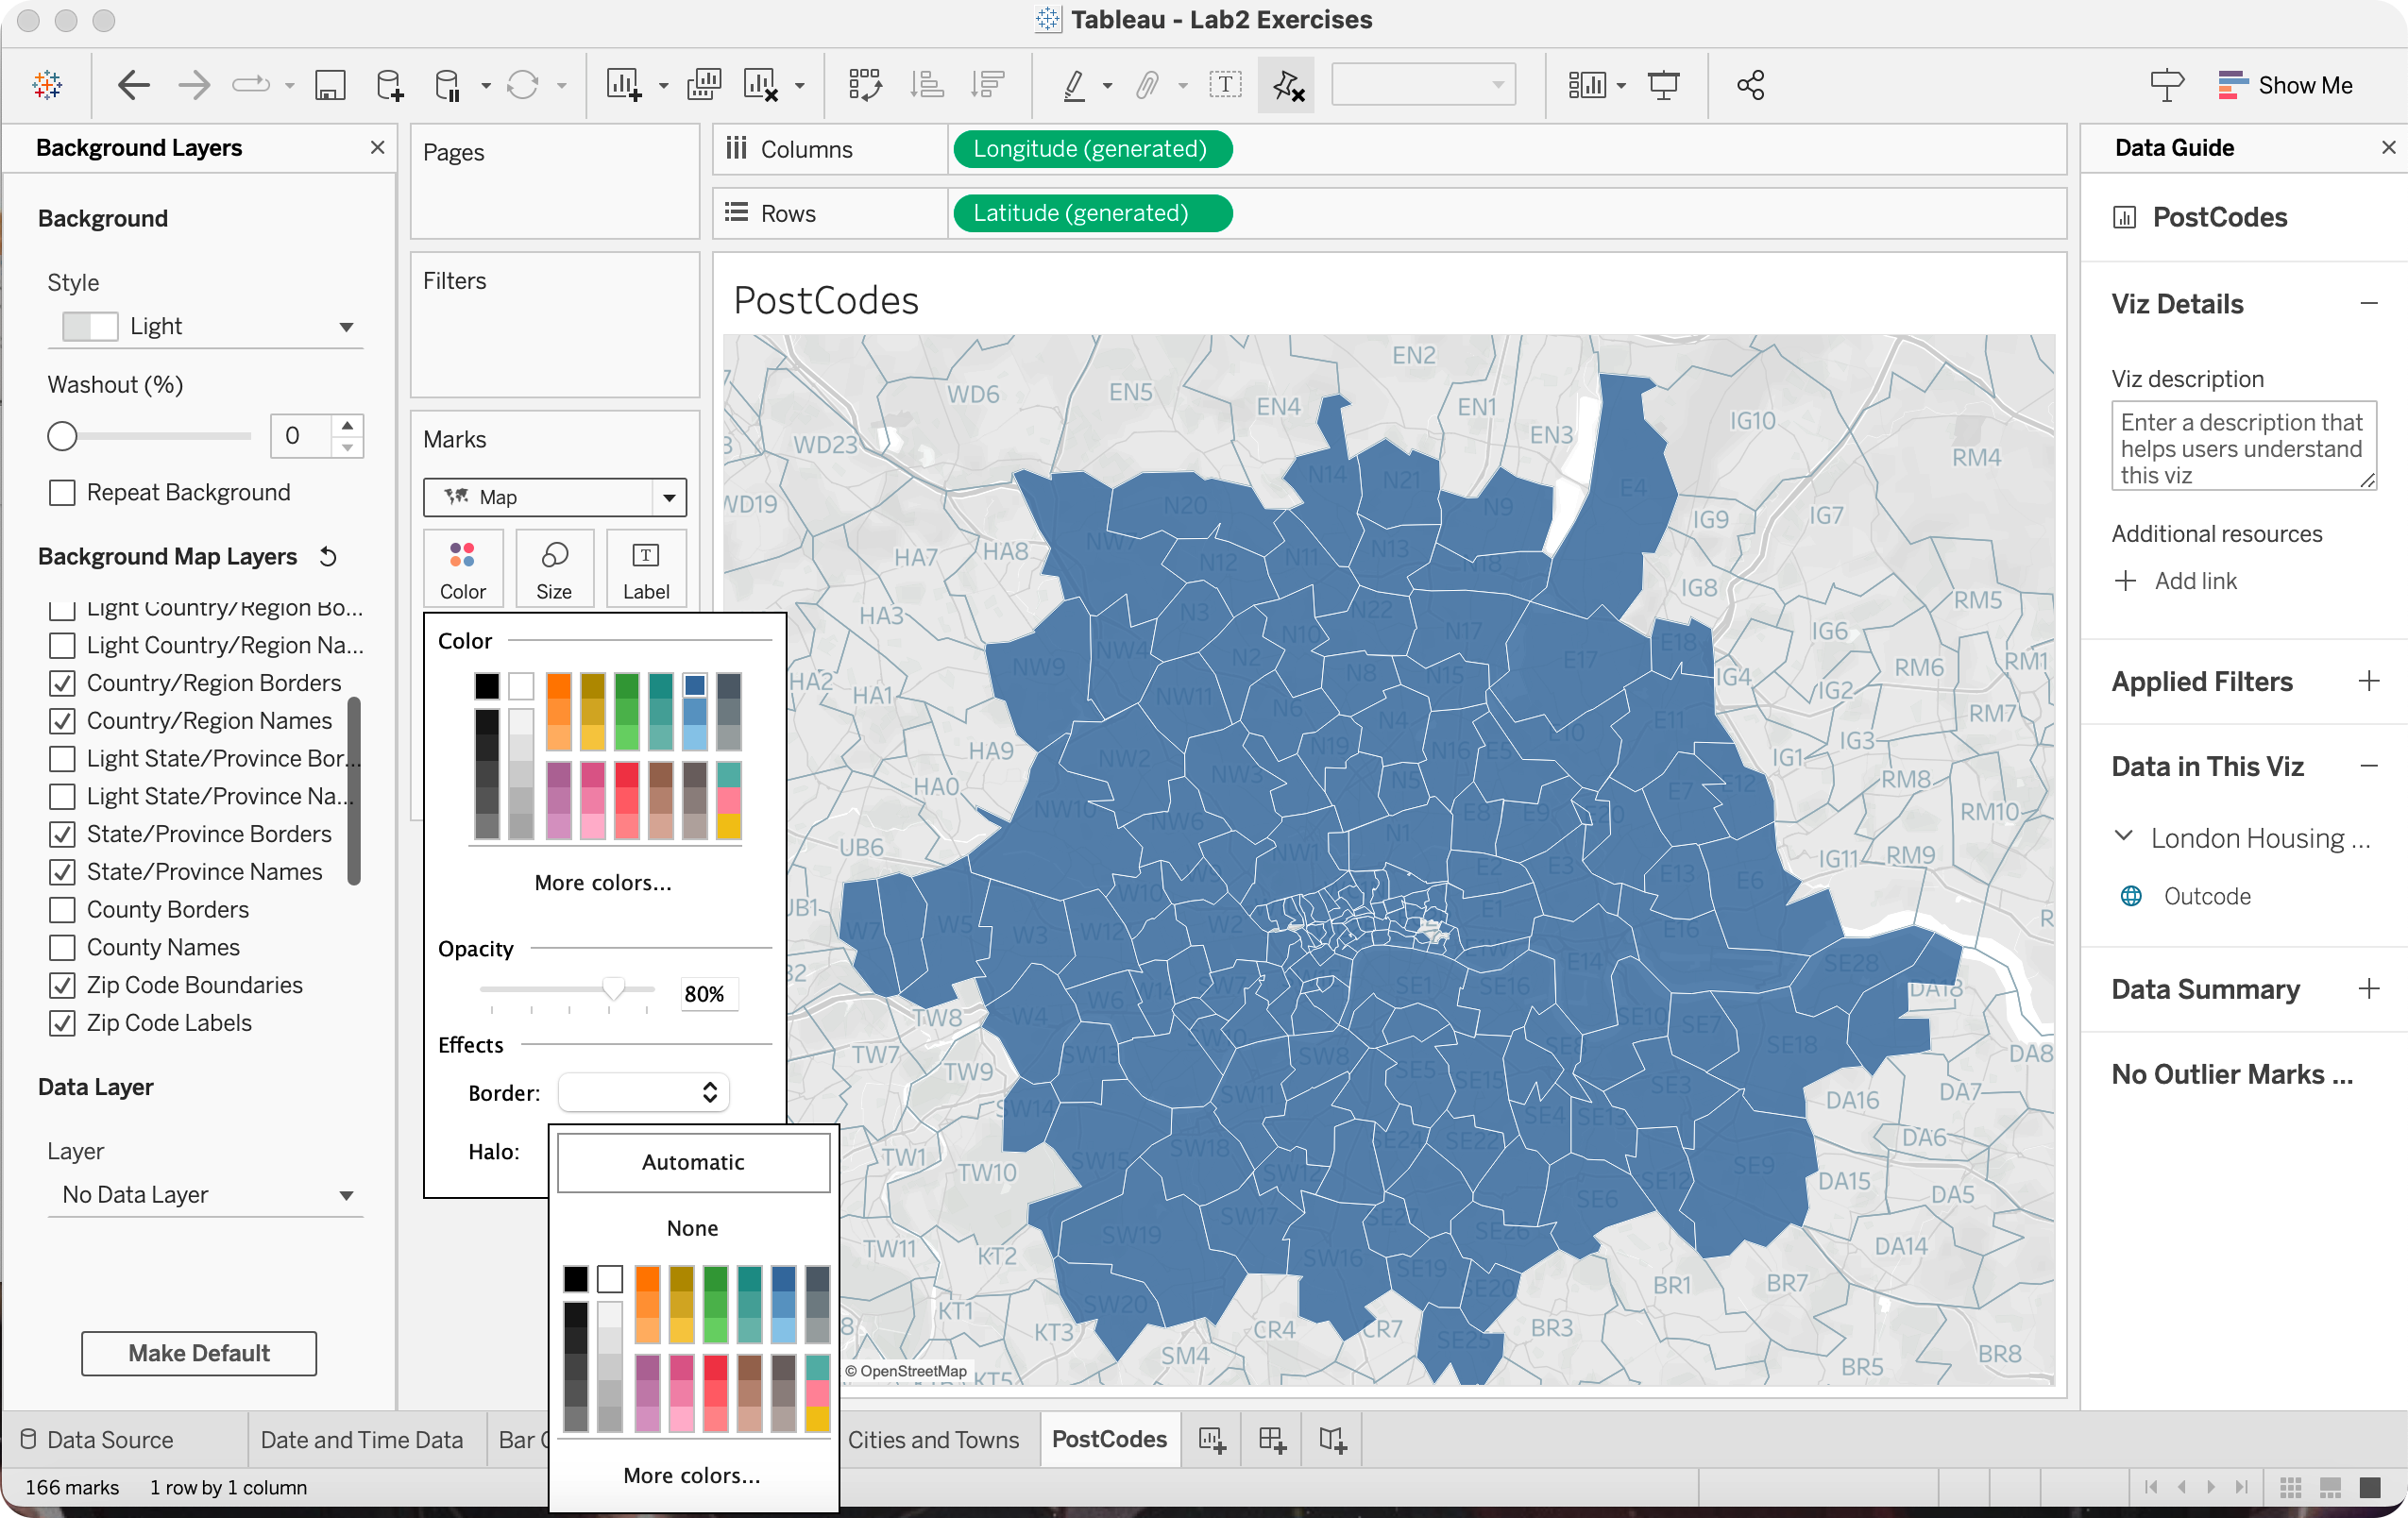 Tableau - Lab2 Exercises
Show Me
Background Layers
Background
Style
Light
Washout (%)
0
Repeat Background
Background Map Layers
Light Country/Region Bo...
Light Country/Region Na...
Country/Region Borders
Country/Region Names
Light State/Province Bor...
Light State/Province Na...
State/Province Borders
State/Province Names
County Borders
County Names
Zip Code Boundaries
Zip Code Labels
Data Layer
Layer
No Data Layer
Make Default
Pages
Filters
Marks
Map
Color
Size
Label
Color
More colors...
Opacity
80%
Effects
Border:
Halo:
Automatic
None
More colors...
Columns
Longitude (generated)
Rows
Latitude (generated)
PostCodes
EN2
WD6
EN5
EN4
EN1
EN3
IG10
WD23
RM4
N14
N21
WD19
N20
N9
E4
IG9
IG7
NW7
HA7
HA8
N12
N11
N13
N18
IG8
HA3
N3
N22
RM5
N10
N17
E18
IG6
NW9
NW4
N2
N8
N15
E17
RM6
RM1
HA2
HA1
NW11
IG4
IG2
N6
N4
E11
RM7
HA9
NW2
N19
N16
E5
E10
IG1
IG3
HA0
NW3
N5
E7
E12
RM8
NW10
NW6
E8
E9
E20
RM10
UB6
N1
NW1
IG11
RM9
W10
W9
E2
E3
E13
E6
UB1
W7
W5
W3
W12
W2
E1
E16
E1W
E14
SE28
W6
W14
SW7
SE1
SE16
DA18
TW8
W4
SW10
SE10
SE7
TW7
SW13
SW8
SE5
SE8
SE18
DA8
TW9
SW11
SE15
SE3
DA7
SW14
SE4
SE13
DA16
TW1
TW10
SW15
SW18
SE24
SE22
DA6
SW12
SE12
SE9
DA15
DA5
SE6
TW11
KT2
SW19
SW17
SE27
SE26
DA14
SW16
SE19
BR1
BR7
KT1
SW20
SE20
KT3
CR4
CR7
SE25
BR3
SM4
BR5
BR8
© OpenStreetMap
KT5
Data Guide
PostCodes
Viz Details
Viz description
Enter a description that
helps users understand
this viz
Additional resources
Add link
Applied Filters
Data in This Viz
London Housing ...
Outcode
Data Summary
No Outlier Marks ...
Data Source
Date and Time Data
Bar
Cities and Towns
PostCodes
166 marks
1 row by 1 column